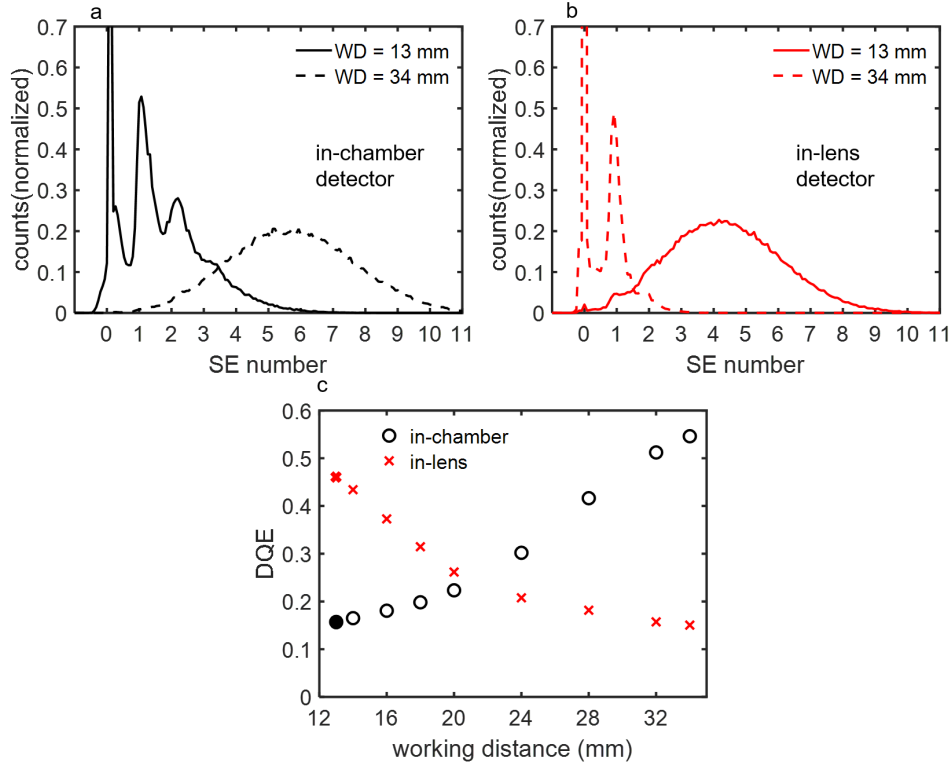 a
counts(normalized)
0.7
0.6
0.5
0.4
0.3
0.2
0.1
0
WD = 13 mm
WD = 34 mm
in-chamber
detector
0 1 2 3 4 5 6 7 8 9 10 11
SE number
b
counts(normalized)
0.7
0.6
0.5
0.4
0.3
0.2
0.1
0
WD = 13 mm
WD = 34 mm
in-lens
detector
0 1 2 3 4 5 6 7 8 9 10 11
SE number
c
DQE
0.6
0.5
0.4
0.3
0.2
0.1
0
in-chamber
in-lens
12 16 20 24 28 32
working distance (mm)